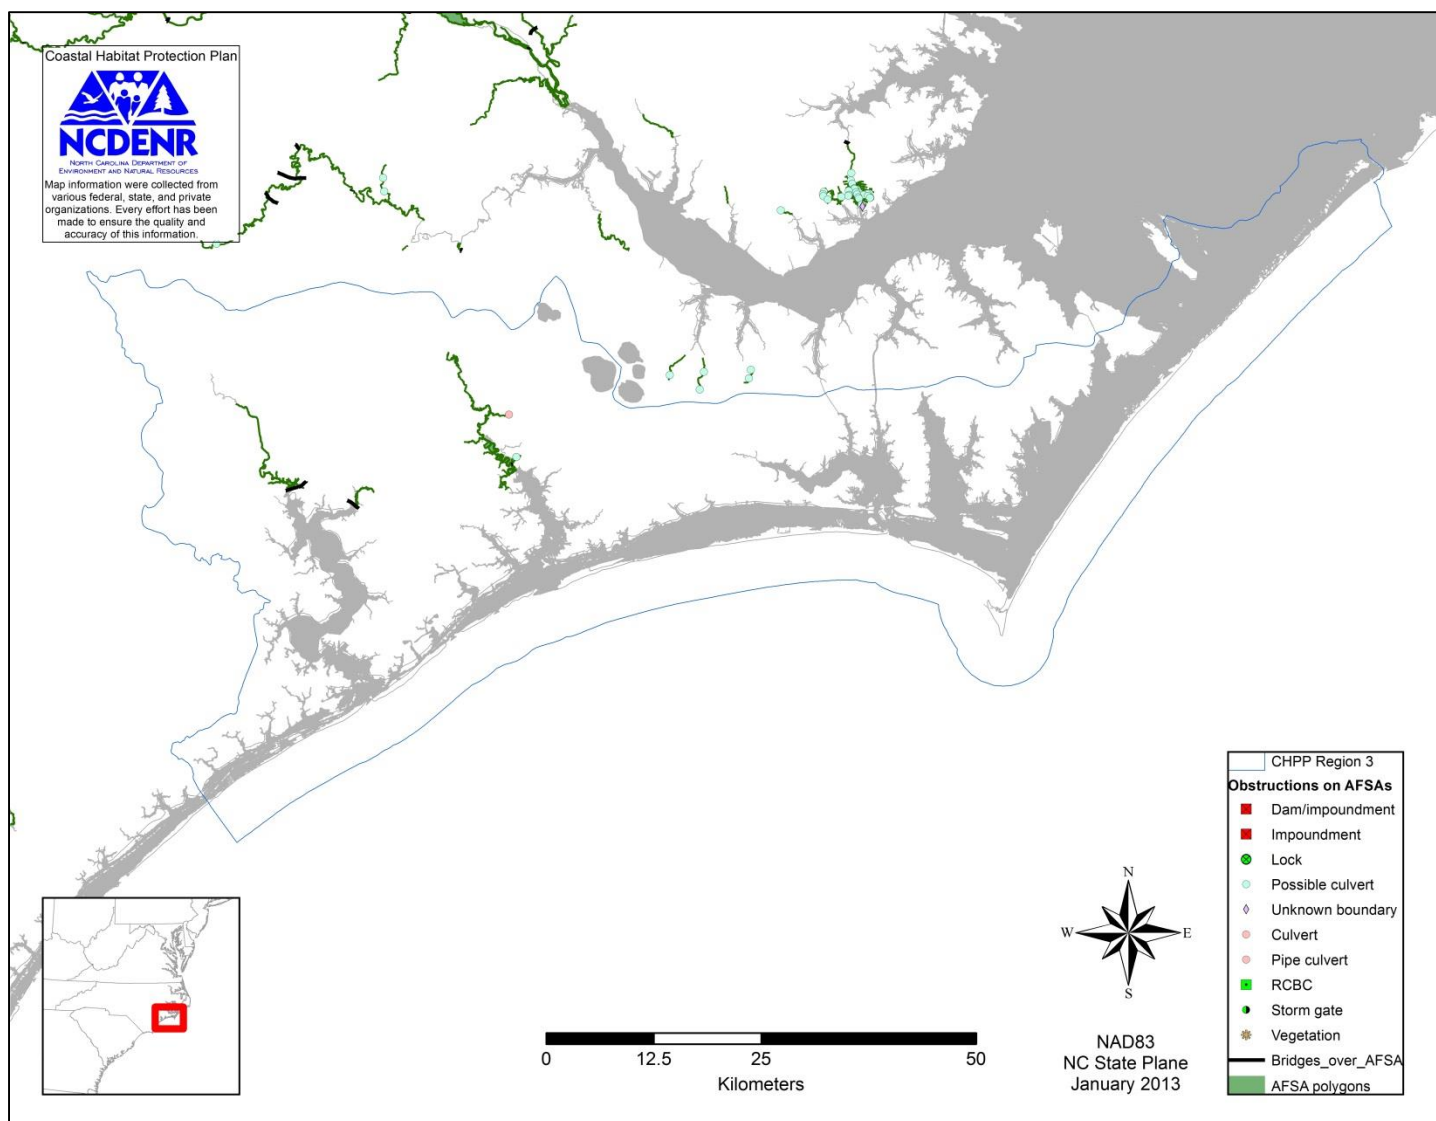 Coastal Habitat Protection Plan
NCDENR
NORTH CAROLINA DEPARTMENT OF
ENVIRONMENT AND NATURAL RESOURCES
Map information were collected from
various federal, state, and private
organizations. Every effort has been
made to ensure the quality and
accuracy of this information.
CHPP Region 3
Obstructions on AFSAs
Dam/impoundment
Impoundment
Lock
Possible culvert
Unknown boundary
Culvert
Pipe culvert
RCBC
Storm gate
Vegetation
Bridges_over_AFSA
AFSA polygons
N
W
E
S
0
12.5
25
50
Kilometers
NAD83
NC State Plane
January 2013